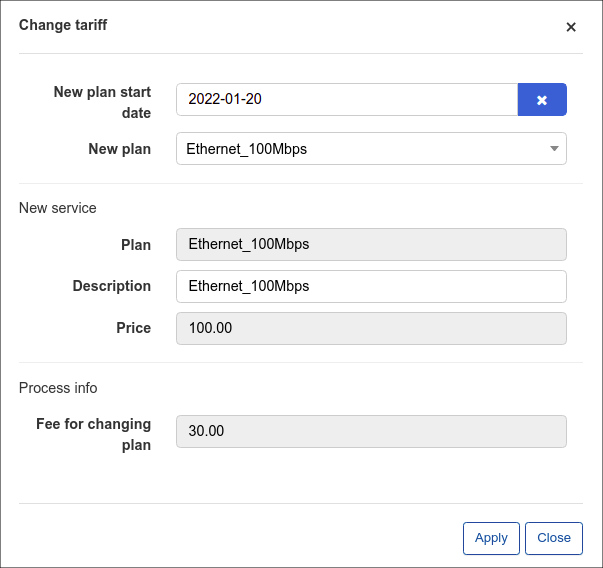 Change tariff
×
New plan start
date
2022-01-20
New plan
Ethernet_100Mbps
New service
Plan
Ethernet_100Mbps
Description
Ethernet_100Mbps
Price
100.00
Process info
Fee for changing
plan
30.00
Apply
Close